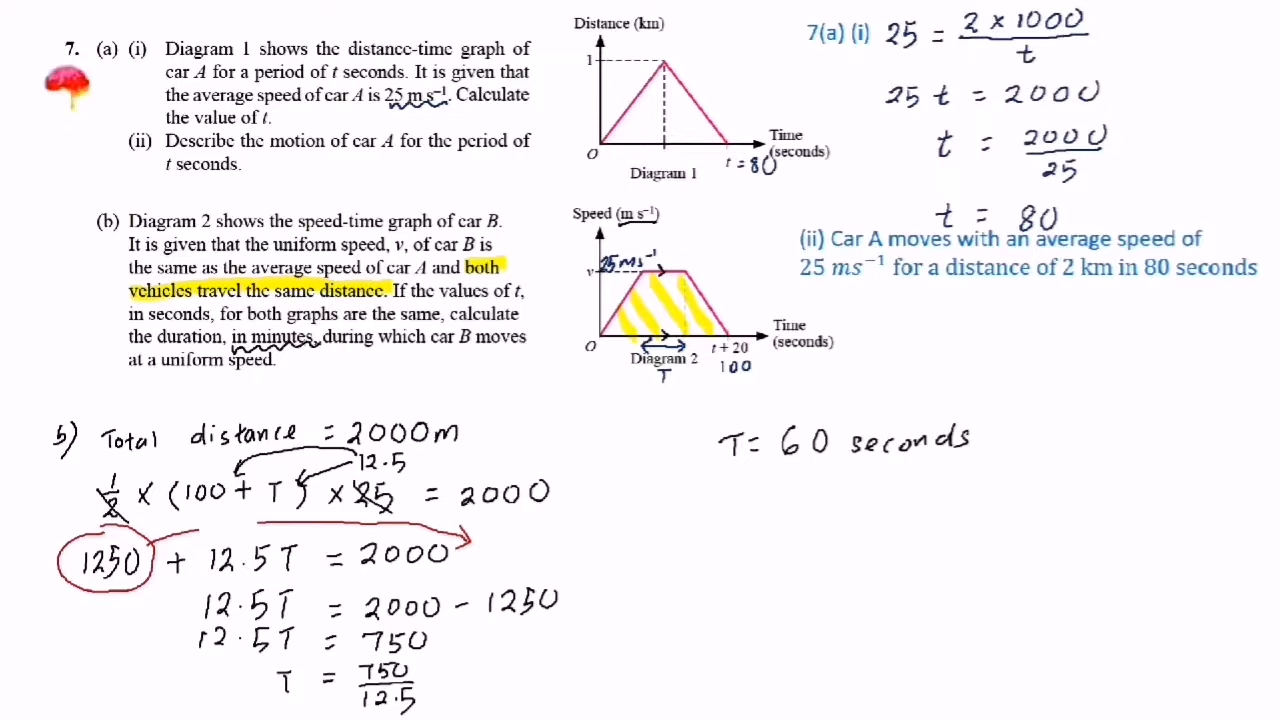 7. (a) (i) Diagram 1 shows the distance-time graph of
car A for a period of t seconds. It is given that
the average speed of car A is 25 m s⁻¹. Calculate
the value of t.
(ii) Describe the motion of car A for the period of
t seconds.
(b) Diagram 2 shows the speed-time graph of car B.
It is given that the uniform speed, v, of car B is
the same as the average speed of car A and both
vehicles travel the same distance. If the values of t,
in seconds, for both graphs are the same, calculate
the duration, in minutes, during which car B moves
at a uniform speed.
Distance (km)
1
O
Time
(seconds)
t = 80
Diagram 1
Speed (m s⁻¹)
25 ms⁻¹
v
O
Time
(seconds)
t + 20
100
Diagram 2
T
7(a) (i) 25 = 2 × 1000 / t
25 t = 2000
t = 2000 / 25
t = 80
(ii) Car A moves with an average speed of
25 ms⁻¹ for a distance of 2 km in 80 seconds
b) Total distance = 2000m
12.5
1/2 × (100 + T) × 25 = 2000
1250 + 12.5T = 2000
12.5T = 2000 - 1250
12.5T = 750
T = 750 / 12.5
T = 60 seconds